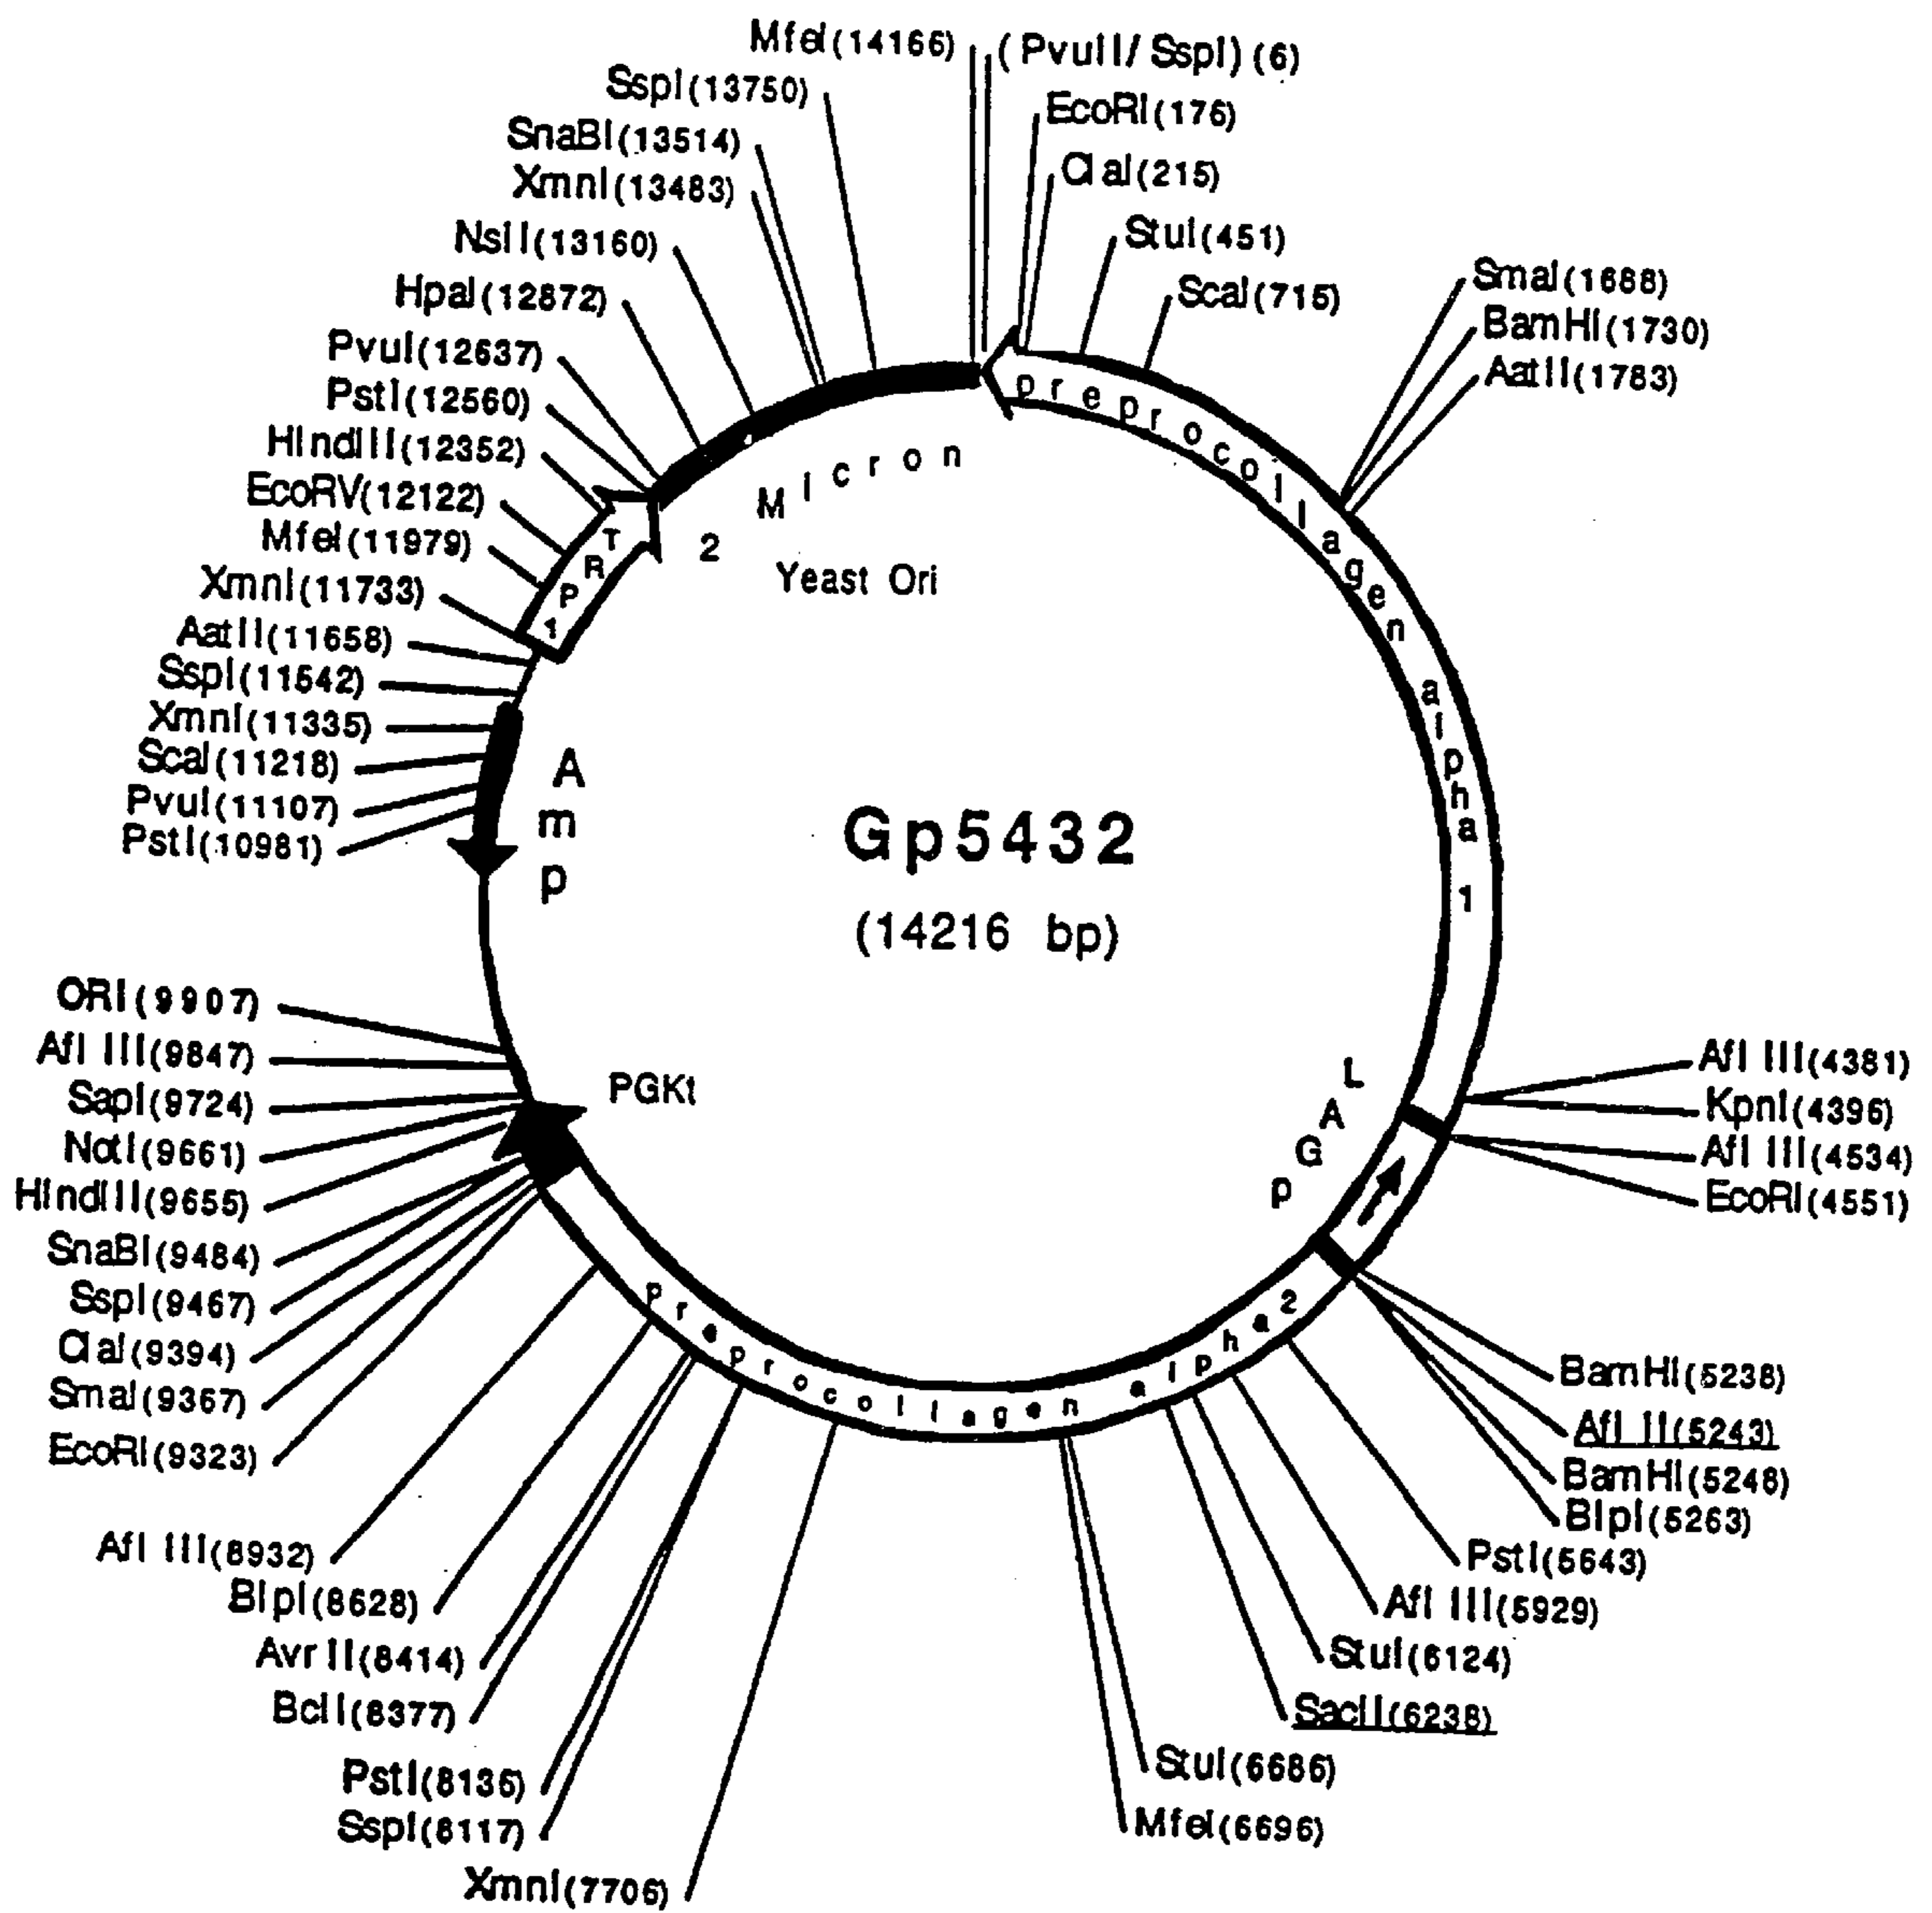 MfeI(14166)
(PvuII/ SspI) (6)
EcoRI(176)
ClaI(215)
StuI(451)
ScaI(715)
SmaI(1688)
BamHI(1730)
AatII(1783)
AflIII(4381)
KpnI(4396)
AflIII(4534)
EcoRI(4551)
BamHI(5238)
AflII(5243)
BamHI(5248)
BlpI(5263)
PstI(5643)
AflIII(5929)
StuI(6124)
SacII(6238)
StuI(6686)
MfeI(6696)
XmnI(7706)
SspI(8117)
PstI(8136)
BclI(8377)
AvrII(8414)
BlpI(8628)
AflIII(8932)
EcoRI(9323)
SmaI(9367)
ClaI(9394)
SspI(9467)
SnaBI(9484)
HindIII(9655)
NotI(9661)
SapI(9724)
AflIII(9847)
ORI(9907)
PstI(10981)
PvuI(11107)
ScaI(11218)
XmnI(11335)
SspI(11542)
AatII(11658)
XmnI(11733)
MfeI(11979)
EcoRV(12122)
HindIII(12352)
PstI(12560)
PvuI(12637)
HpaI(12872)
NsiI(13160)
XmnI(13483)
SnaBI(13514)
SspI(13750)
preprocollagen alpha 1
pGAL
preprocollagen alpha 2
PGKt
Amp
TRP1
2 Micron
Yeast Ori
Gp5432
(14216 bp)